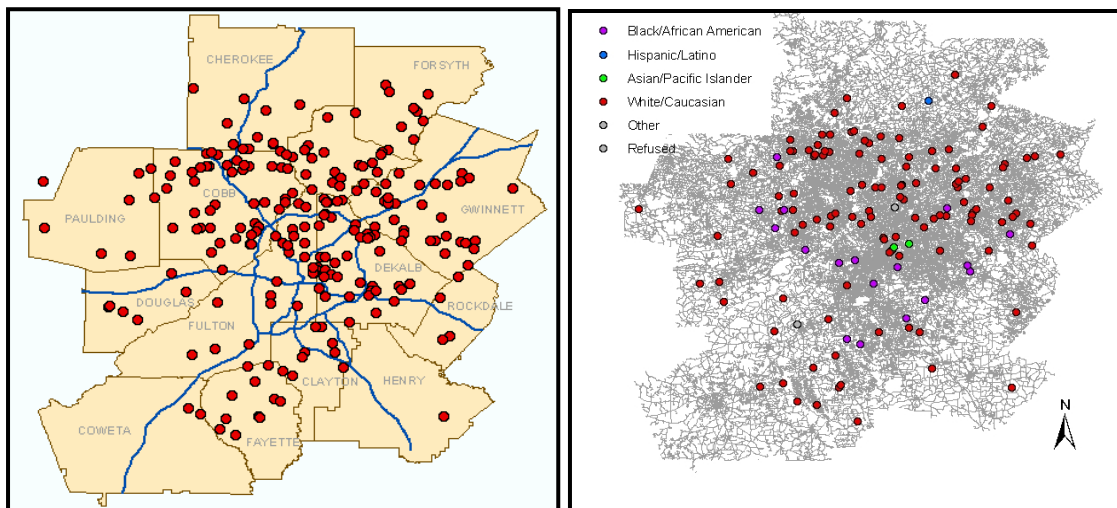 CHEROKEE
FORSYTH
COBB
PAULDING
GWINNETT
DEKALB
DOUGLAS
ROCKDALE
FULTON
CLAYTON
HENRY
COWETA
FAYETTE
Black/African American
Hispanic/Latino
Asian/Pacific Islander
White/Caucasian
Other
Refused
N